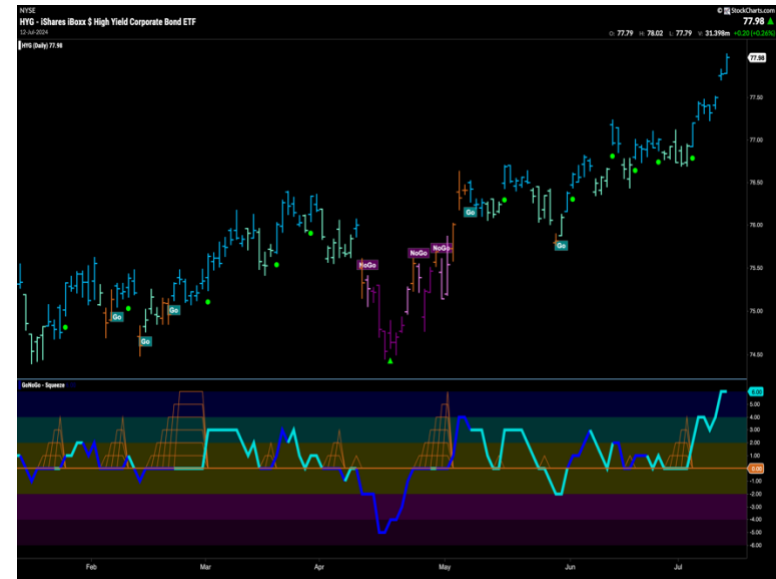 NYSE
© StockCharts.com
HYG - iShares iBoxx $ High Yield Corporate Bond ETF
77.98
12-Jul-2024
O: 77.79 H: 78.02 L: 77.79 V: 31.398m +0.20 (+0.26%)
HYG (Daily) 77.98
77.98
77.50
77.00
76.50
Go
76.00
NoGo
NoGo
Go
NoGo
75.50
75.00
Go
Go
Go
74.50
GoNoGo - Squeeze
6.00
5.00
4.00
3.00
2.00
1.00
0.00
-1.00
-2.00
-3.00
-4.00
-5.00
-6.00
Feb
Mar
Apr
May
Jun
Jul